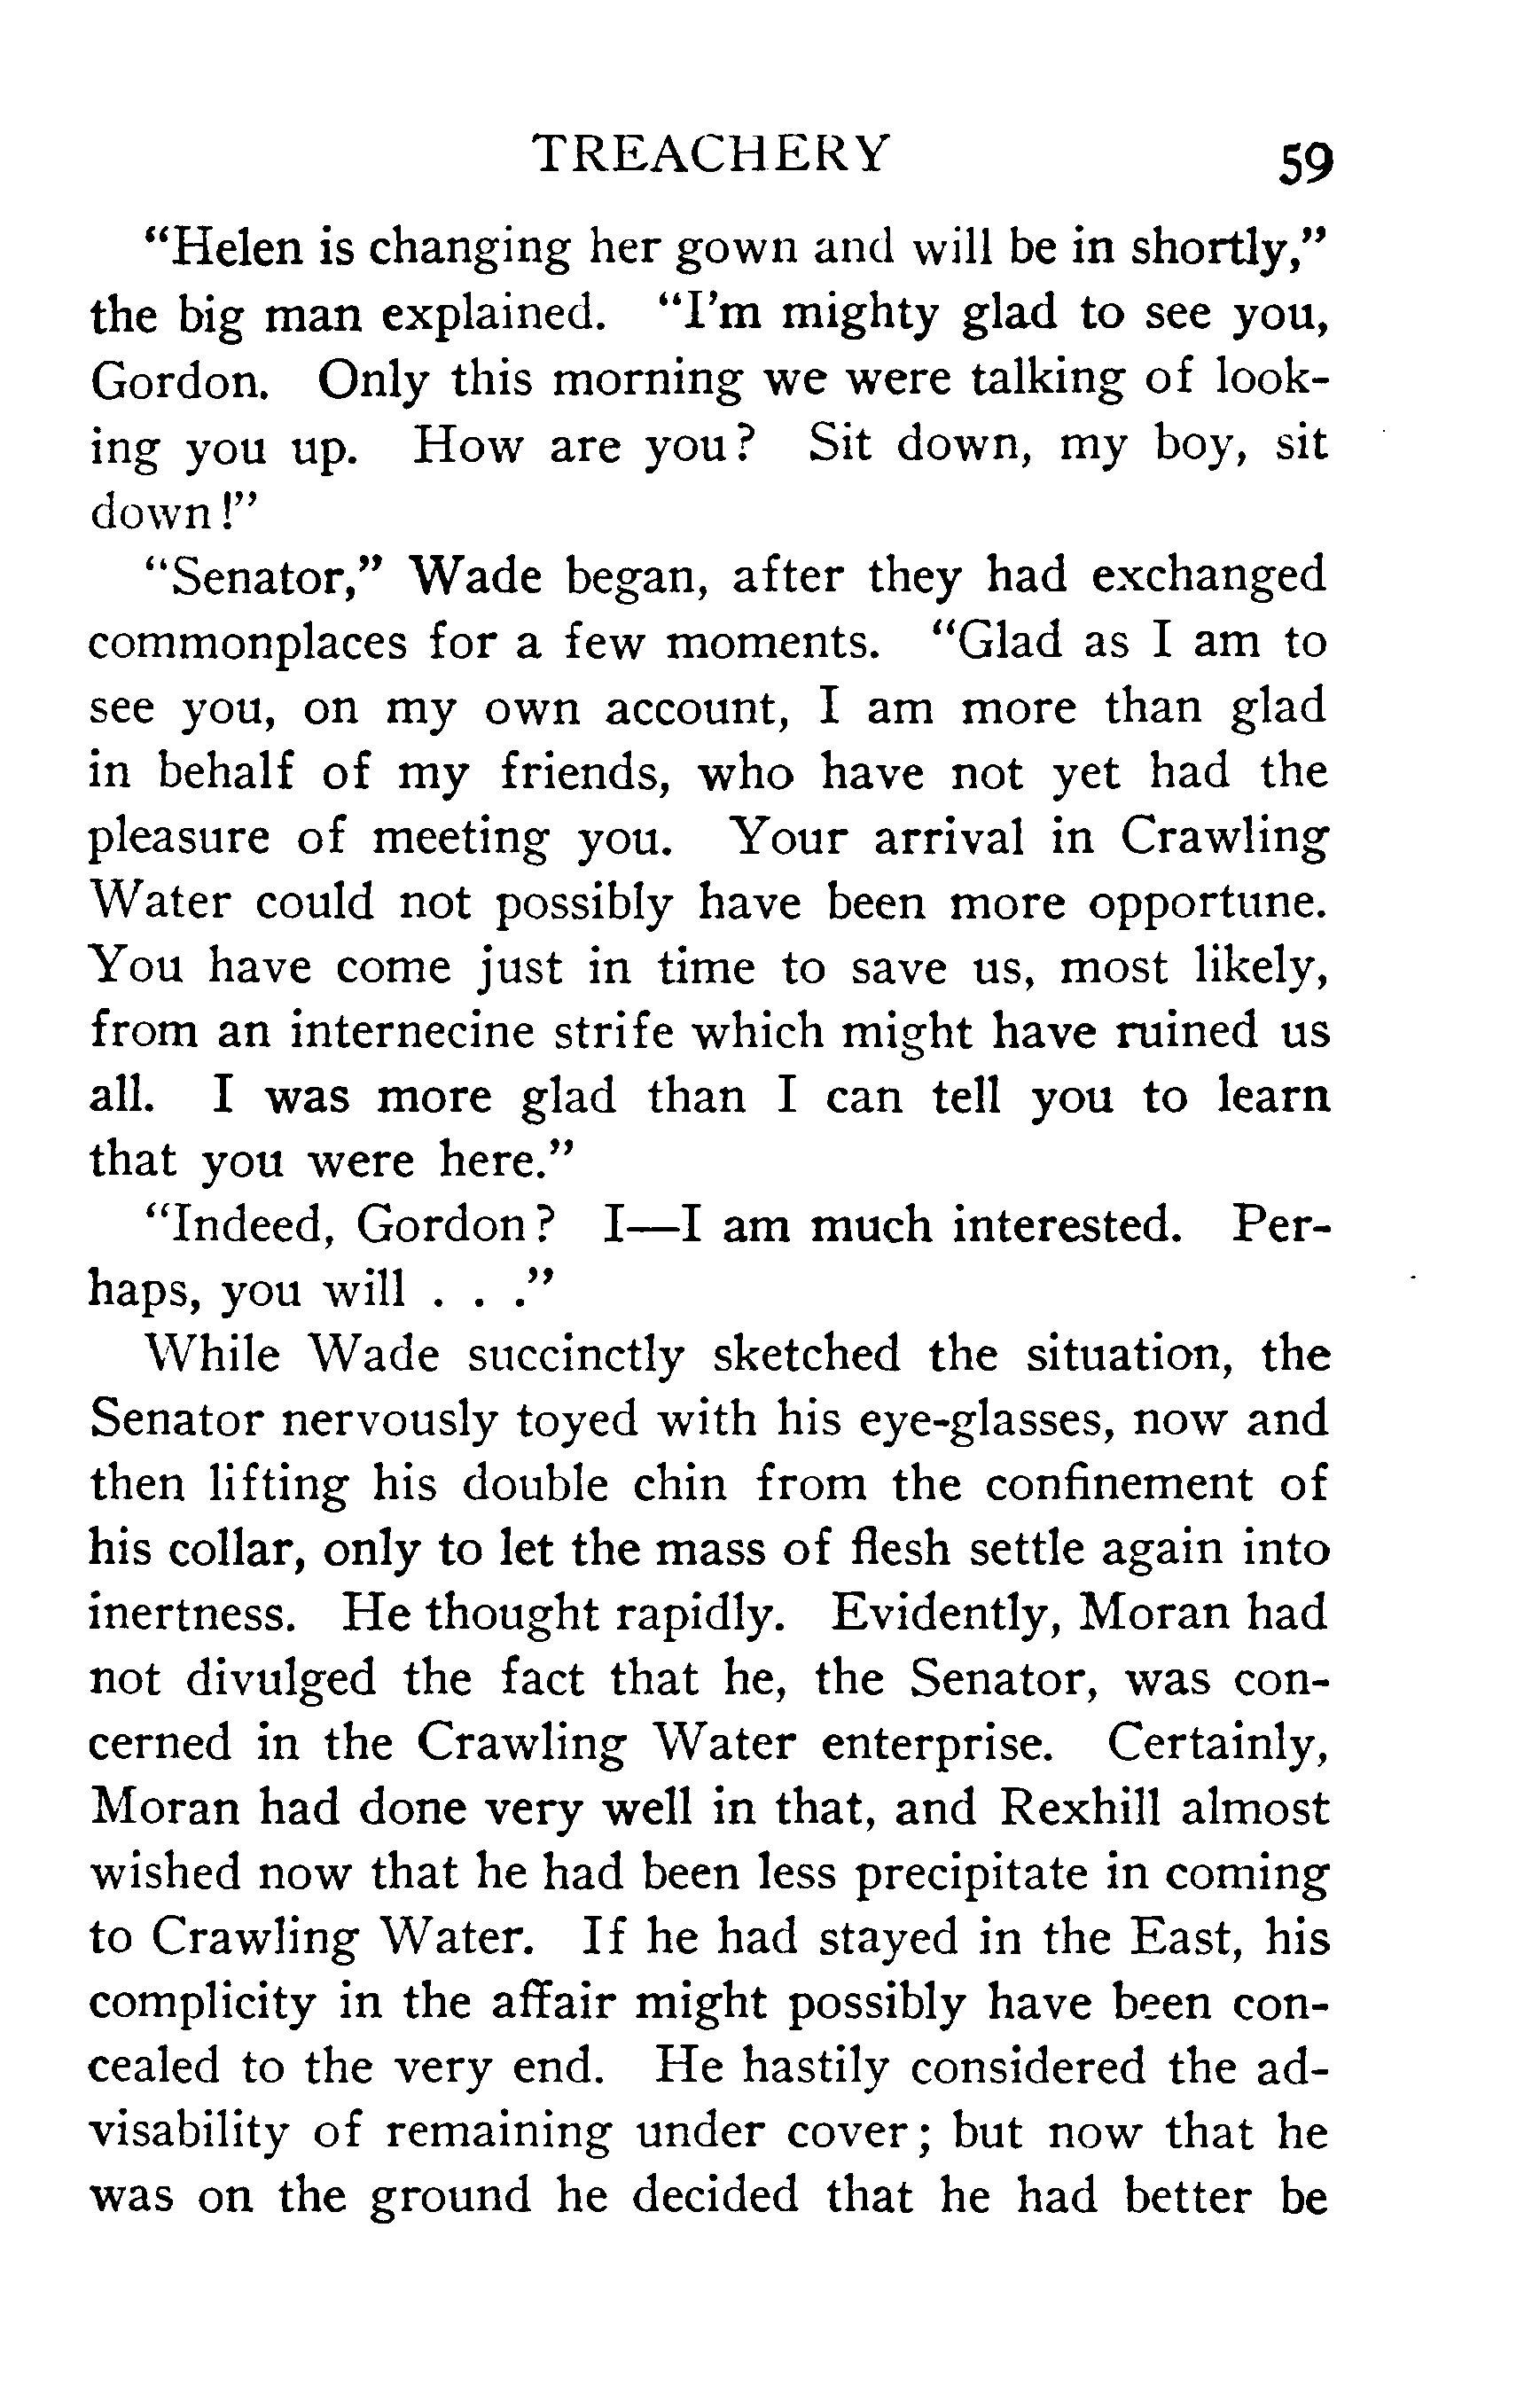 TREACHERY 59
“Helen is changing her gown and will be in shortly,”
the big man explained. “I’m mighty glad to see you,
Gordon. Only this morning we were talking of look-
ing you up. How are you? Sit down, my boy, sit
down!”
“Senator,” Wade began, after they had exchanged
commonplaces for a few moments. “Glad as I am to
see you, on my own account, I am more than glad
in behalf of my friends, who have not yet had the
pleasure of meeting you. Your arrival in Crawling
Water could not possibly have been more opportune.
You have come just in time to save us, most likely,
from an internecine strife which might have ruined us
all. I was more glad than I can tell you to learn
that you were here.”
“Indeed, Gordon? I—I am much interested. Per-
haps, you will . . .”
While Wade succinctly sketched the situation, the
Senator nervously toyed with his eye-glasses, now and
then lifting his double chin from the confinement of
his collar, only to let the mass of flesh settle again into
inertness. He thought rapidly. Evidently, Moran had
not divulged the fact that he, the Senator, was con-
cerned in the Crawling Water enterprise. Certainly,
Moran had done very well in that, and Rexhill almost
wished now that he had been less precipitate in coming
to Crawling Water. If he had stayed in the East, his
complicity in the affair might possibly have been con-
cealed to the very end. He hastily considered the ad-
visability of remaining under cover; but now that he
was on the ground he decided that he had better be